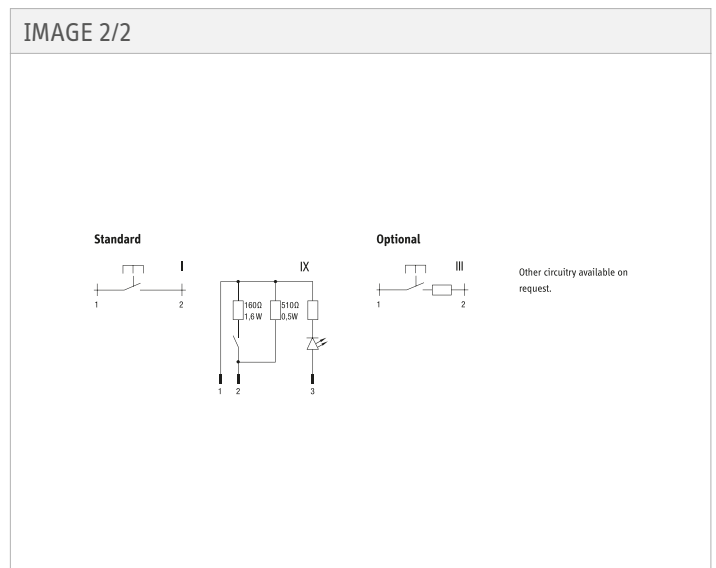 IMAGE 2/2
Standard
I
1 2
IX
160Ω 510Ω
1,6 W 0,5W
1 2 3
Optional
III
1 2
Other circuitry available on
request.